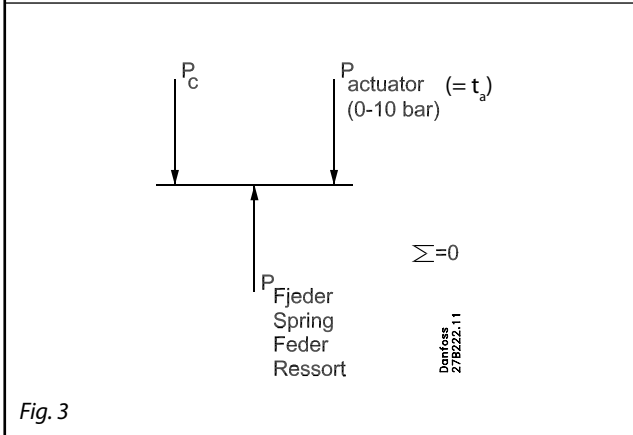 P_C
P_actuator (= t_a)
(0-10 bar)
Σ=0
P_Fjeder
Spring
Feder
Ressort
Danfoss
27B222.11
Fig. 3